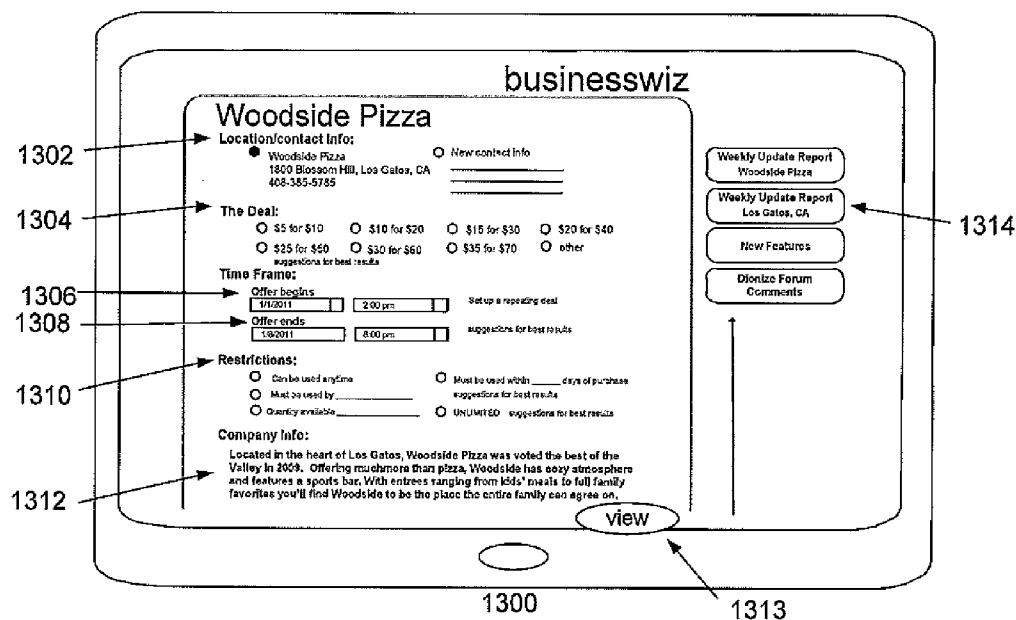 businesswiz
Woodside Pizza
Location/contact Info:
Woodside Pizza
1800 Blossom Hill, Los Gatos, CA
408-385-5785
New contact info
The Deal:
$5 for $10 $10 for $20 $15 for $30 $20 for $40
$25 for $50 $30 for $60 $35 for $70 other
suggestions for best results
Time Frame:
Offer begins
1/1/2011 2:00 pm Set up a repeating deal
Offer ends
1/8/2011 8:00 pm suggestions for best results
Restrictions:
Can be used anytime Must be used within _____ days of purchase
Must be used by __________ suggestions for best results
Quantity available __________ UNLIMITED suggestions for best results
Company Info:
Located in the heart of Los Gatos, Woodside Pizza was voted the best of the
Valley in 2009. Offering muchmore than pizza, Woodside has cozy atmosphere
and features a sports bar. With entrees ranging from kids' meals to full family
favorites you'll find Woodside to be the place the entire family can agree on.
view
Weekly Update Report
Woodside Pizza
Weekly Update Report
Los Gatos, CA
New Features
Dionize Forum
Comments
1302
1304
1306
1308
1310
1312
1314
1300
1313